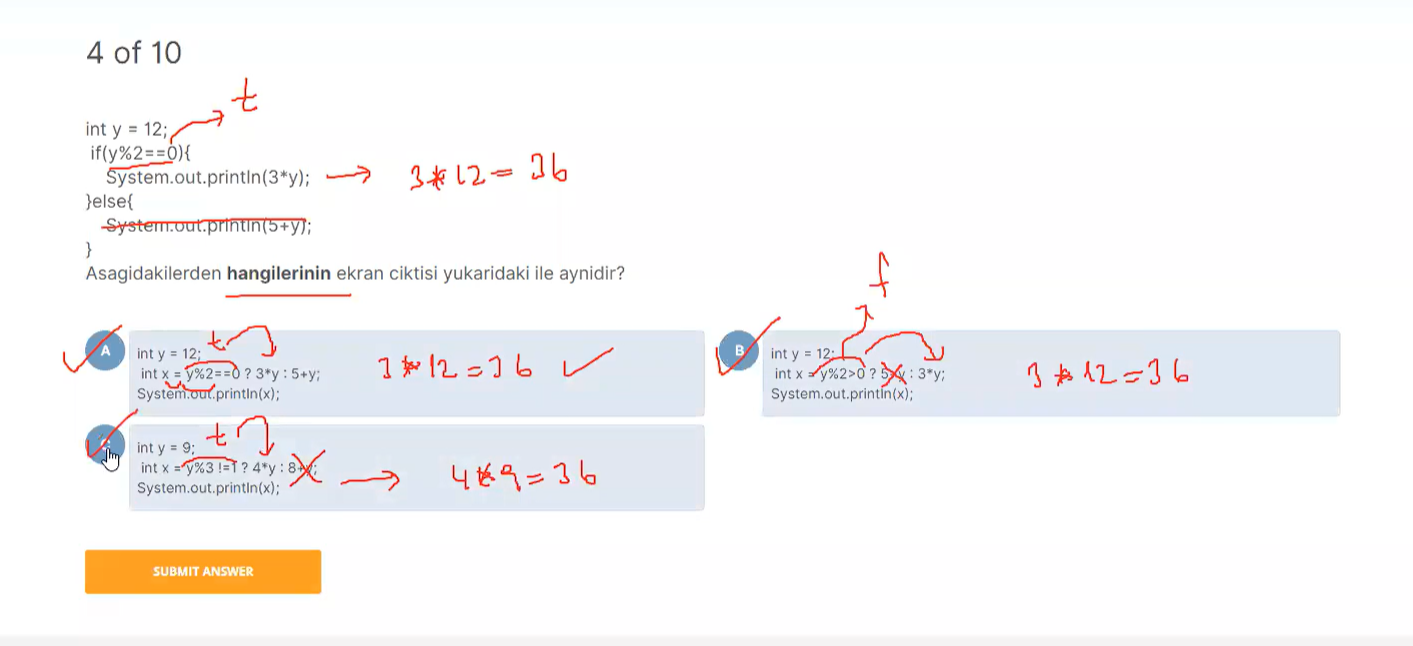 4 of 10
t
int y = 12;
if(y%2==0){
System.out.println(3*y); → 3*12=36
}else{
System.out.println(5+y);
}
Asagidakilerden hangilerinin ekran ciktisi yukaridaki ile aynidir?
f
A
t
int y = 12;
int x = y%2==0 ? 3*y : 5+y;
System.out.println(x);
3*12=36 ✓
B
int y = 12;
int x = y%2>0 ? 5+y : 3*y;
System.out.println(x);
3*12=36
t
int y = 9;
int x = y%3 !=1 ? 4*y : 8+y;
System.out.println(x);
→ 4*9=36
SUBMIT ANSWER